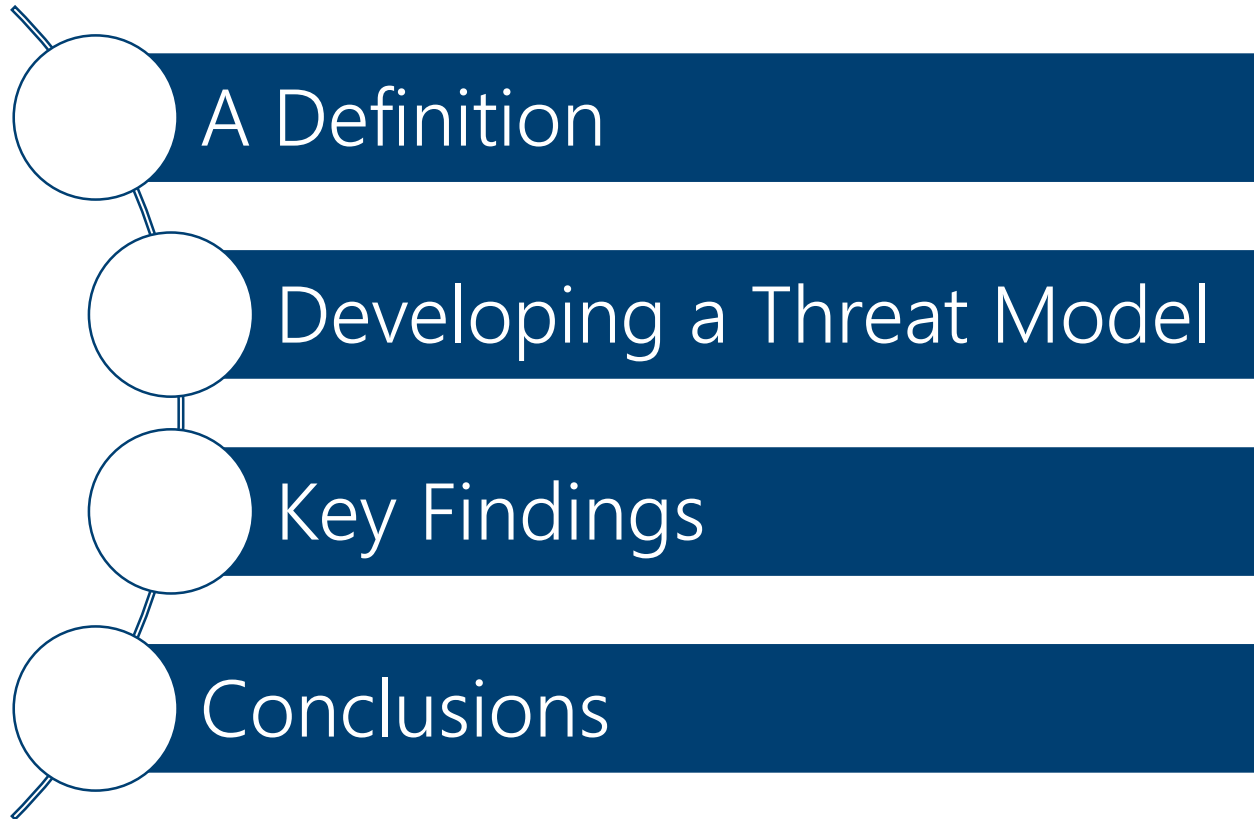 A Definition
Developing a Threat Model
Key Findings
Conclusions